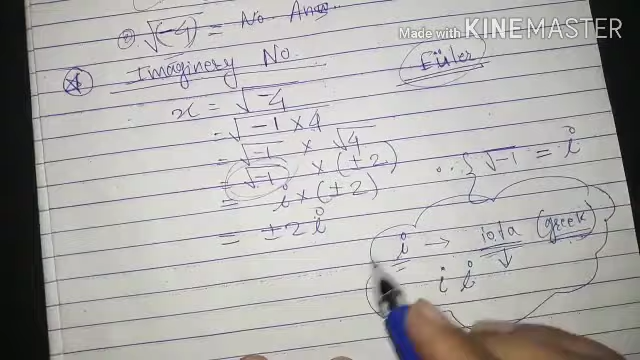 √(-4) = No Answ.
Made with KINEMASTER
Imaginery No.
Euler
x = √-4
= √-1 × 4
= √-1 × √4
= √-1 × (±2)
∴ { √-1 = i
= i × (±2)
= ±2i
i → iota (greek)
i i